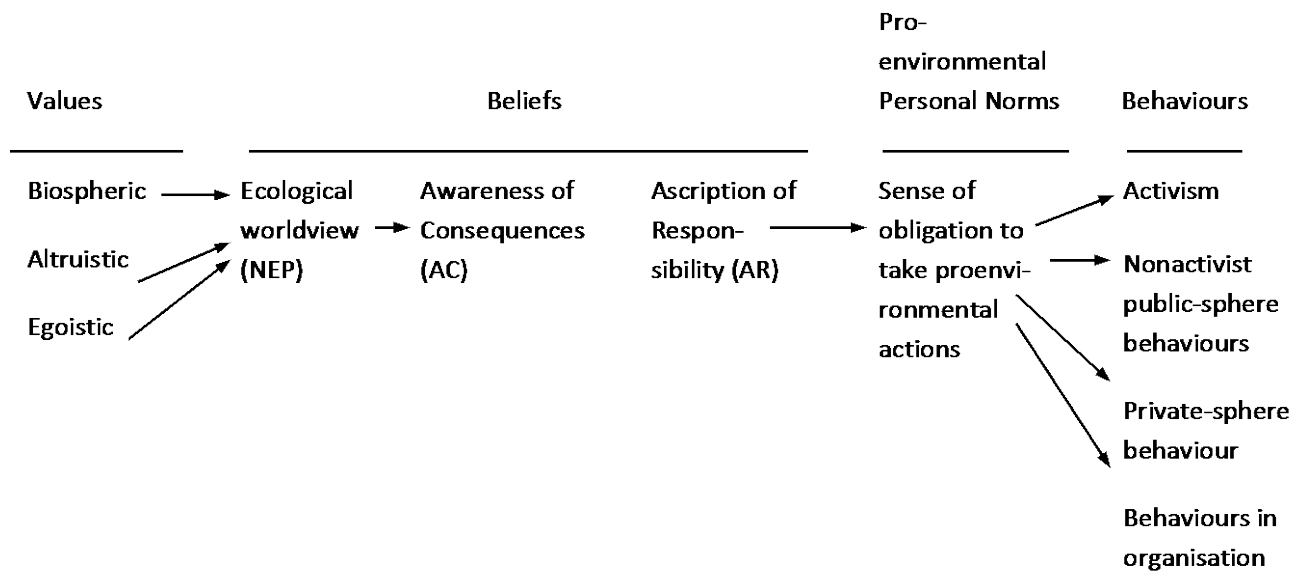 Values
Beliefs
Pro-
environmental
Personal Norms
Behaviours
Biospheric
Altruistic
Egoistic
Ecological
worldview
(NEP)
Awareness of
Consequences
(AC)
Ascription of
Respon-
sibility (AR)
Sense of
obligation to
take proenvi-
ronmental
actions
Activism
Nonactivist
public-sphere
behaviours
Private-sphere
behaviour
Behaviours in
organisation